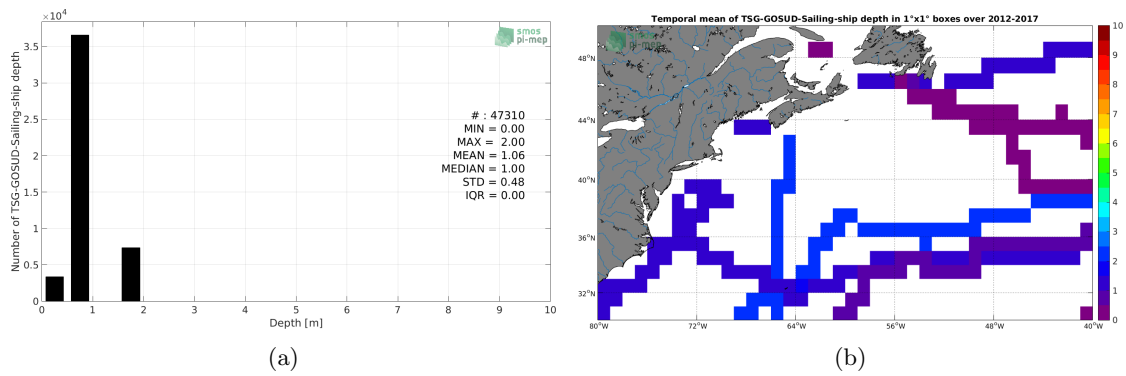 ×10⁴
3.5
3
2.5
2
1.5
1
0.5
0
0 1 2 3 4 5 6 7 8 9 10
Number of TSG-GOSUD-Sailing-ship depth
Depth [m]
smos
pi-mep
# : 47310
MIN = 0.00
MAX = 2.00
MEAN = 1.06
MEDIAN = 1.00
STD = 0.48
IQR = 0.00
(a)
Temporal mean of TSG-GOSUD-Sailing-ship depth in 1°x1° boxes over 2012-2017
smos
pi-mep
48°N
44°N
40°N
36°N
32°N
80°W 72°W 64°W 56°W 48°W 40°W
10
9
8
7
6
5
4
3
2
1
0
(b)